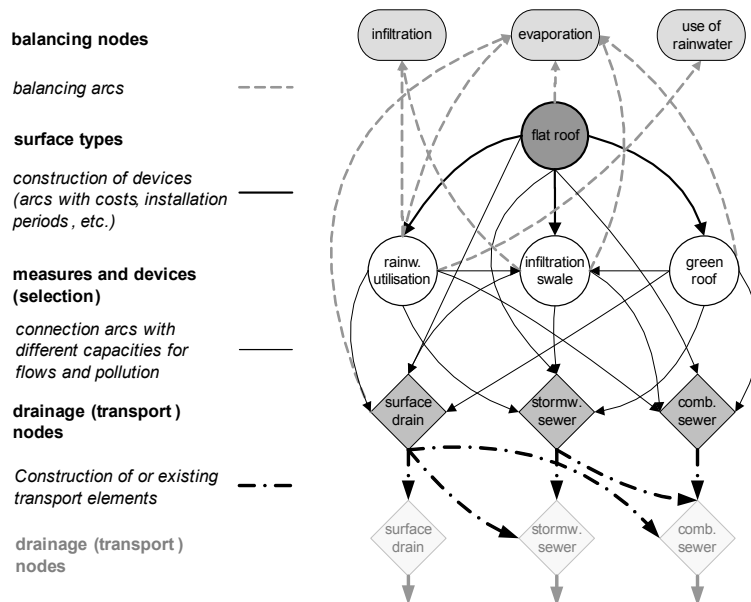 balancing nodes
balancing arcs
surface types
construction of devices
(arcs with costs, installation
periods, etc.)
measures and devices
(selection)
connection arcs with
different capacities for
flows and pollution
drainage (transport)
nodes
Construction of or existing
transport elements
drainage (transport)
nodes
infiltration
evaporation
use of
rainwater
flat roof
rainw.
utilisation
infiltration
swale
green
roof
surface
drain
stormw.
sewer
comb.
sewer
surface
drain
stormw.
sewer
comb.
sewer